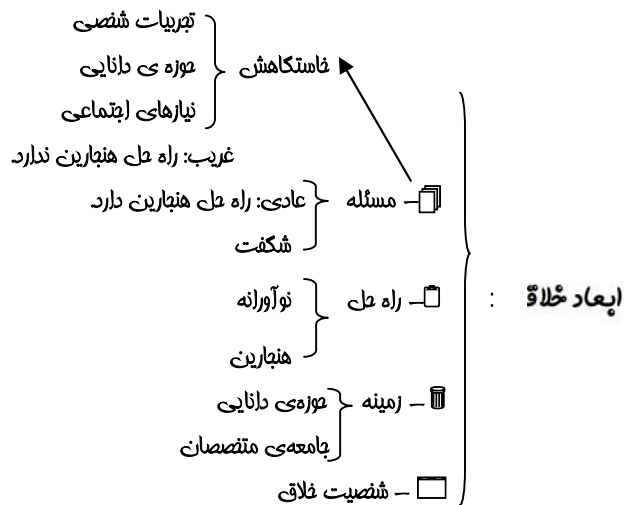 تجربیات شخصی
خاستگاهش
حوزه ی دانایی
نیازهای اجتماعی
غریب: راه حل هنجارین ندارد.
– مسئله
عادی: راه حل هنجارین دارد.
شگفت
ابعاد خلاق :
– راه حل
نوآورانه
هنجارین
– زمینه
حوزه‌ی دانایی
جامعه‌ی متخصصان
– شخصیت خلاق